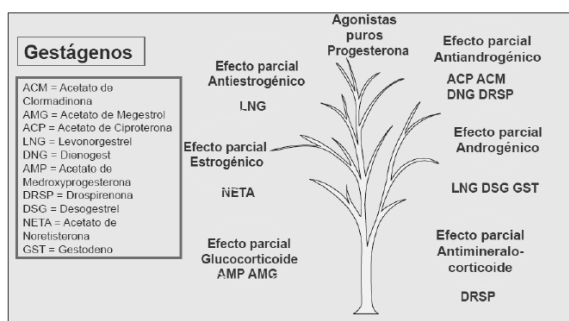 Gestágenos
ACM = Acetato de
Clormadinona
AMG = Acetato de Megestrol
ACP = Acetato de Ciproterona
LNG = Levonorgestrel
DNG = Dienogest
AMP = Acetato de
Medroxyprogesterona
DRSP = Drospirenona
DSG = Desogestrel
NETA = Acetato de
Noretisterona
GST = Gestodeno
Agonistas
puros
Progesterona
Efecto parcial
Antiestrogénico
LNG
Efecto parcial
Estrogénico
NETA
Efecto parcial
Glucocorticoide
AMP AMG
Efecto parcial
Antiandrogénico
ACP ACM
DNG DRSP
Efecto parcial
Androgénico
LNG DSG GST
Efecto parcial
Antimineralo-
corticoide
DRSP